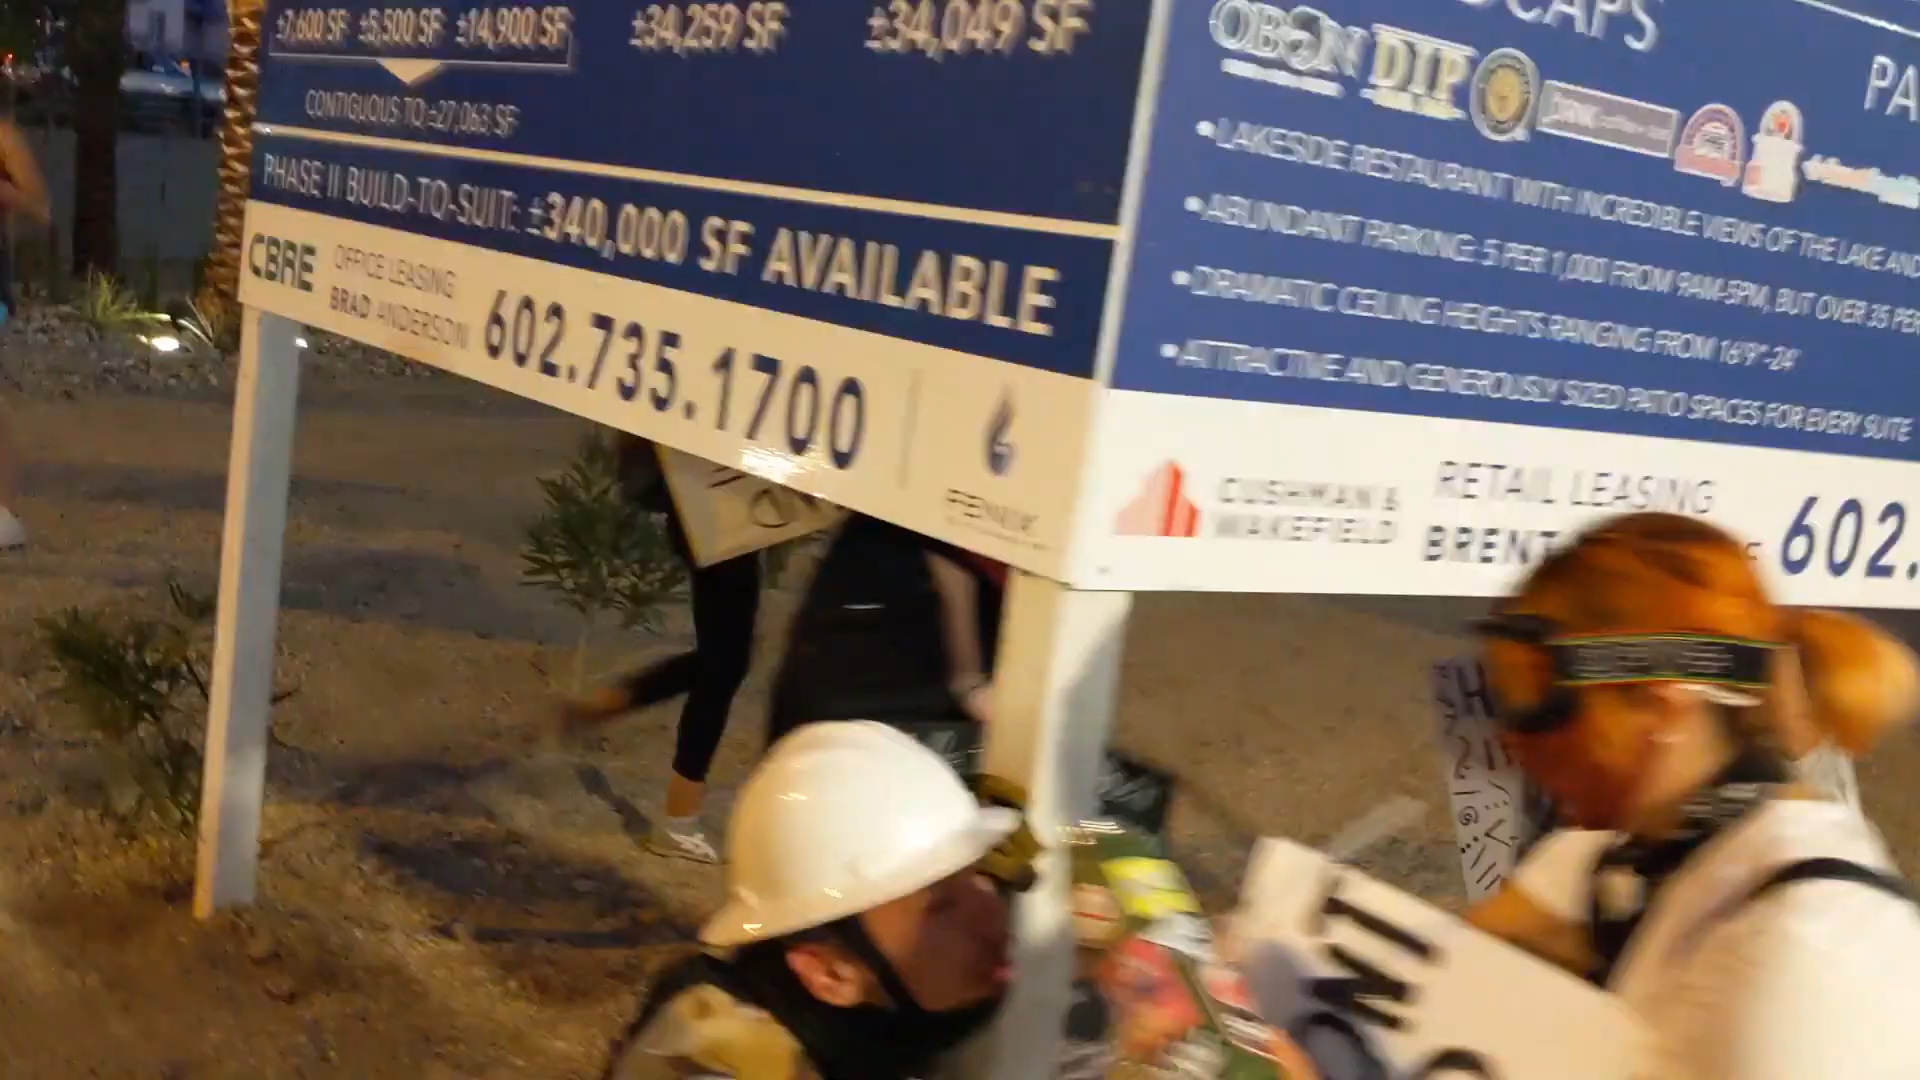 ±7,600 SF ±5,500 SF ±14,900 SF ±34,259 SF ±34,049 SF
CONTIGUOUS TO ±27,063 SF
PHASE II BUILD-TO-SUIT: ±340,000 SF AVAILABLE
CBRE
OFFICE LEASING
BRAD ANDERSON
602.735.1700
OBON DIP
PA
•LAKESIDE RESTAURANT WITH INCREDIBLE VIEWS OF THE LAKE AND
•ABUNDANT PARKING: 5 PER 1,000 FROM 9AM-5PM, BUT OVER 35 PER
•DRAMATIC CEILING HEIGHTS RANGING FROM 16'9"-24'
•ATTRACTIVE AND GENEROUSLY SIZED PATIO SPACES FOR EVERY SUITE
CUSHMAN &
WAKEFIELD
RETAIL LEASING
BRENT
602.